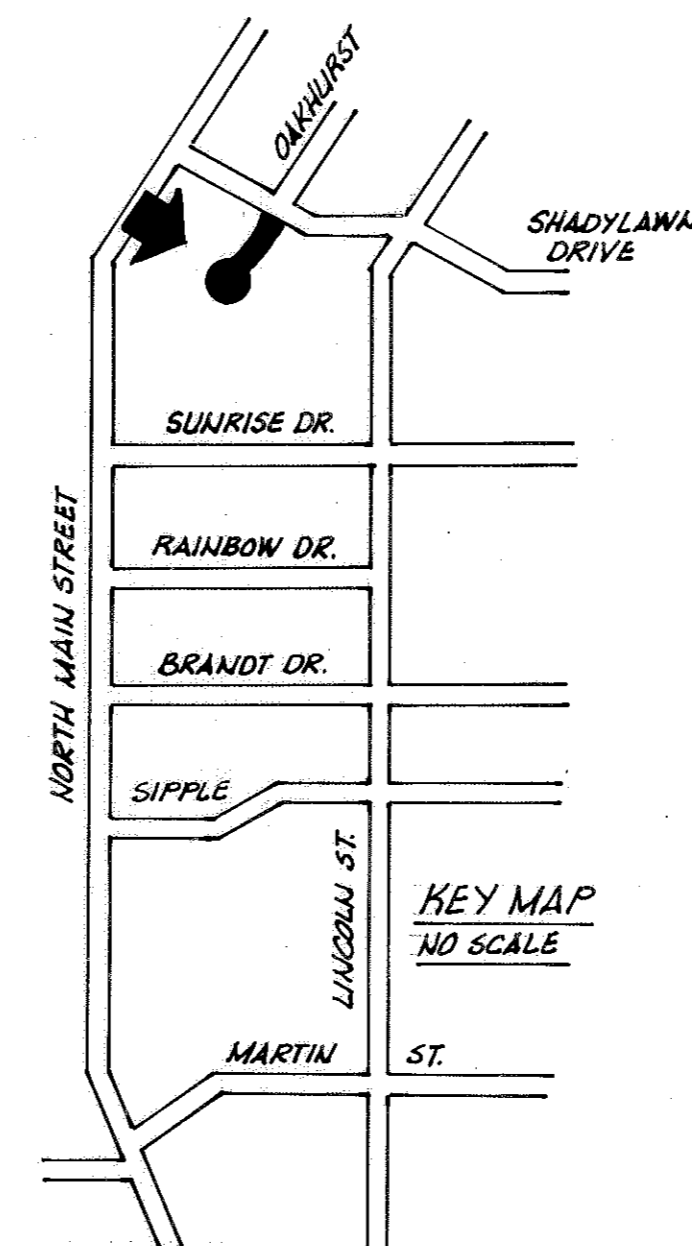 OAKHURST
SHADYLAWN
DRIVE
SUNRISE DR.
RAINBOW DR.
NORTH MAIN STREET
BRANDT DR.
SIPPLE
LINCOLN ST.
KEY MAP
NO SCALE
MARTIN ST.